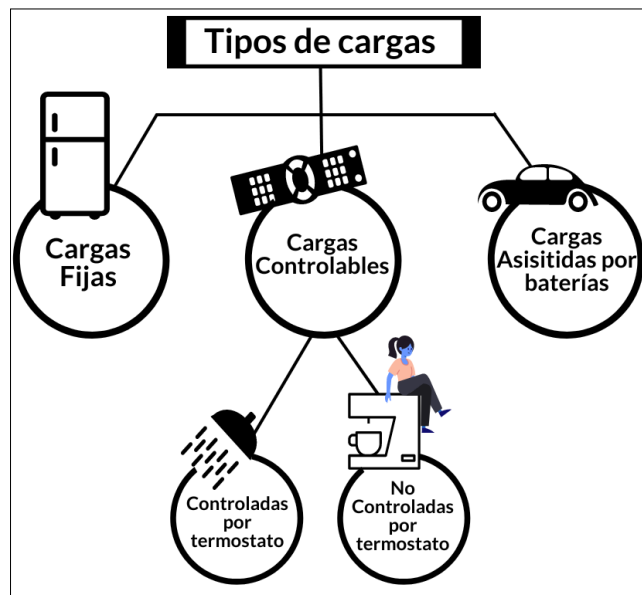 Tipos de cargas
Cargas
Fijas
Cargas
Controlables
Cargas
Asisitidas por
baterías
Controladas
por
termostato
No
Controladas
por
termostato